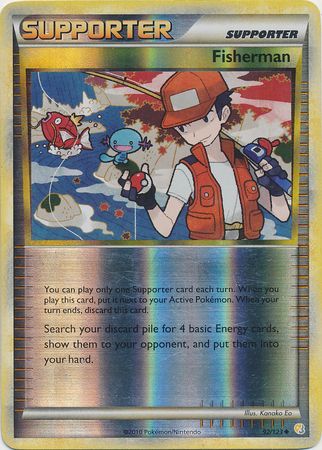 SUPPORTER
SUPPORTER
Fisherman
You can play only one Supporter card each turn. When you
play this card, put it next to your Active Pokémon. When your
turn ends, discard this card.
Search your discard pile for 4 basic Energy cards,
show them to your opponent, and put them into
your hand.
Illus. Kanako Eo
©2010 Pokémon/Nintendo
92/123